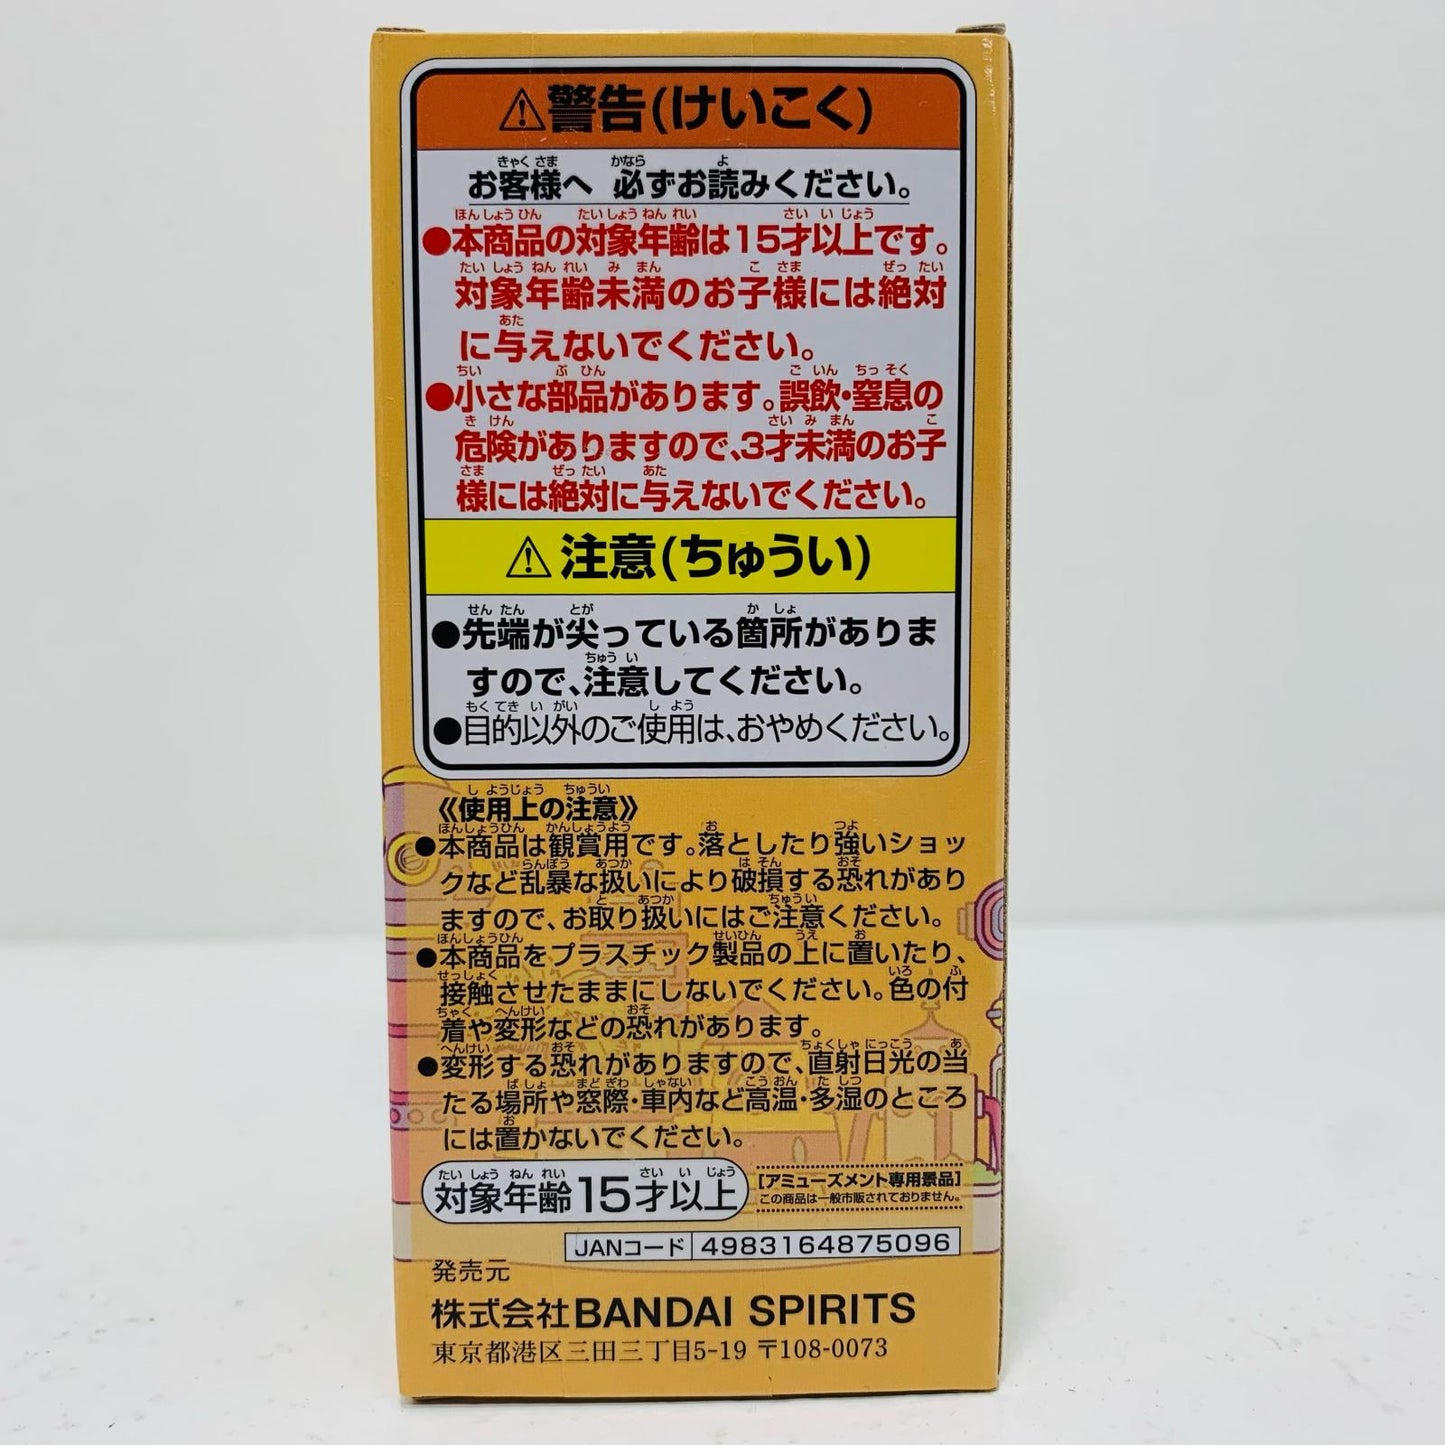 ⚠警告(けいこく)
お客様へ 必ずお読みください。
●本商品の対象年齢は15才以上です。
対象年齢未満のお子様には絶対
に与えないでください。
●小さな部品があります。誤飲・窒息の
危険がありますので、3才未満のお子
様には絶対に与えないでください。
⚠注意(ちゅうい)
●先端が尖っている箇所がありま
すので、注意してください。
●目的以外のご使用は、おやめください。
《使用上の注意》
●本商品は観賞用です。落としたり強いショッ
クなど乱暴な扱いにより破損する恐れがあり
ますので、お取り扱いにはご注意ください。
●本商品をプラスチック製品の上に置いたり、
接触させたままにしないでください。色の付
着や変形などの恐れがあります。
●変形する恐れがありますので、直射日光の当
たる場所や窓際・車内など高温・多湿のところ
には置かないでください。
対象年齢15才以上
[アミューズメント専用景品]
この商品は一般市販されておりません。
JANコード 4983164875096
発売元
株式会社BANDAI SPIRITS
東京都港区三田三丁目5-19 〒108-0073